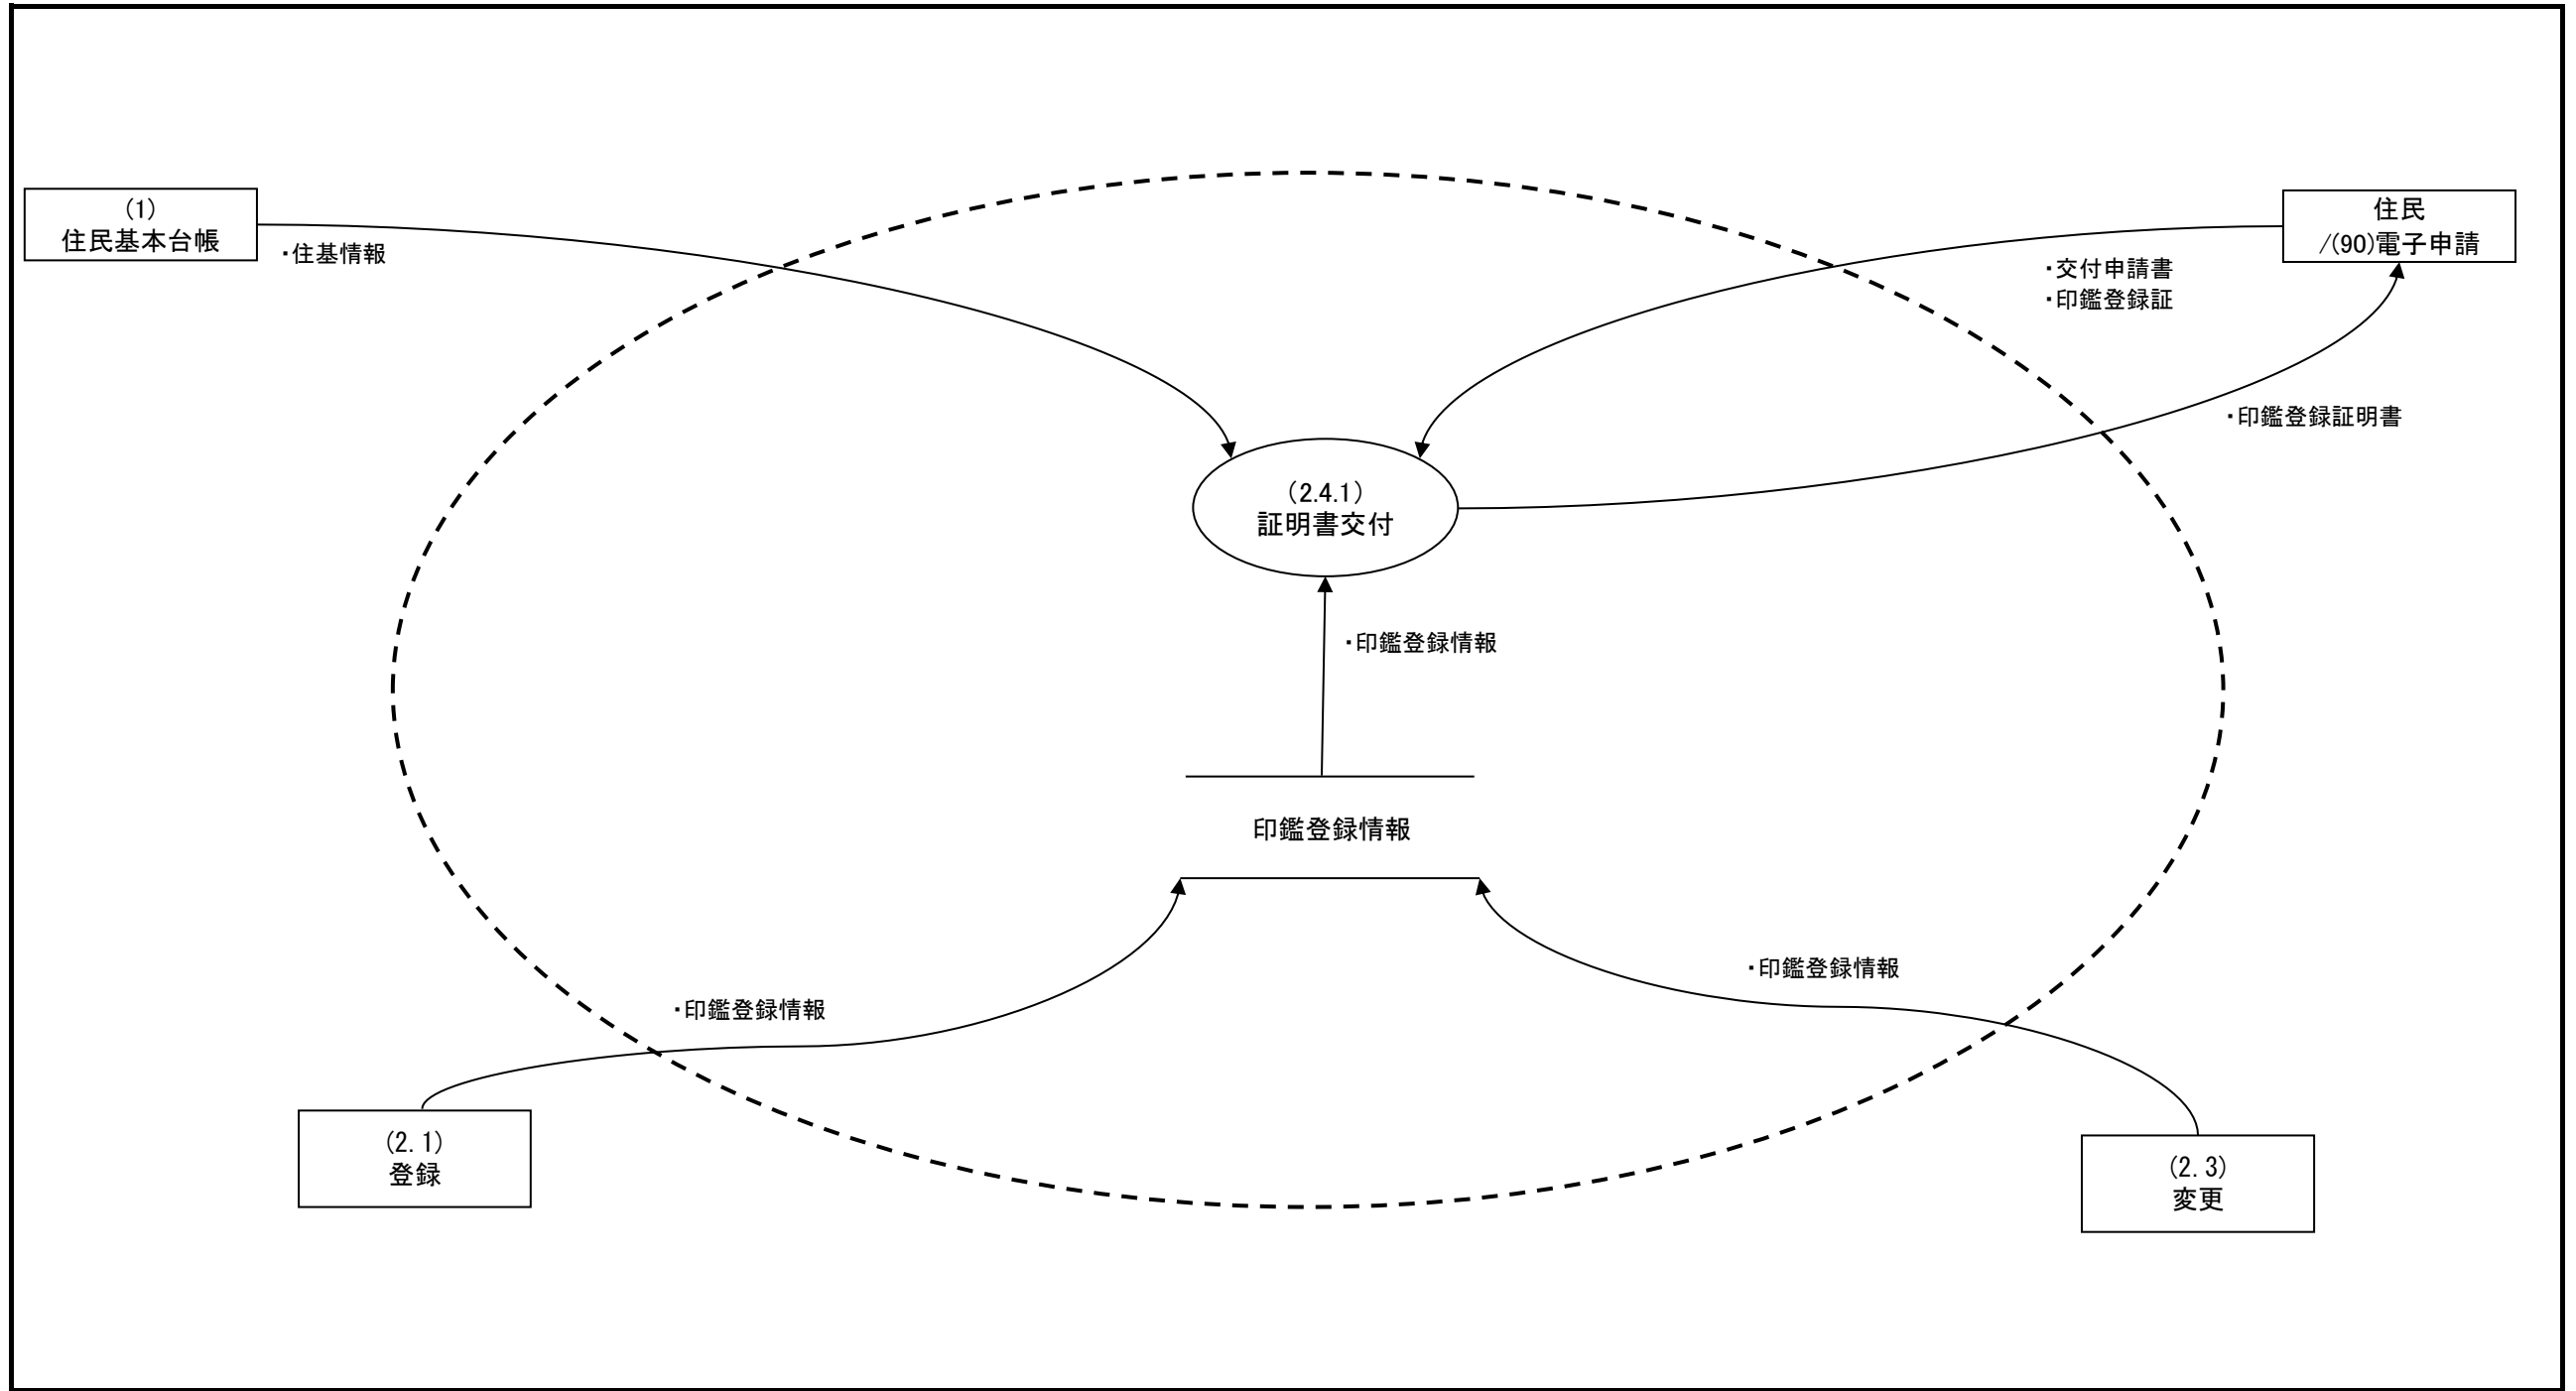 (1)
住民基本台帳
・住基情報
住民
/(90)電子申請
・交付申請書
・印鑑登録証
・印鑑登録証明書
(2.4.1)
証明書交付
・印鑑登録情報
印鑑登録情報
・印鑑登録情報
・印鑑登録情報
(2.1)
登録
(2.3)
変更